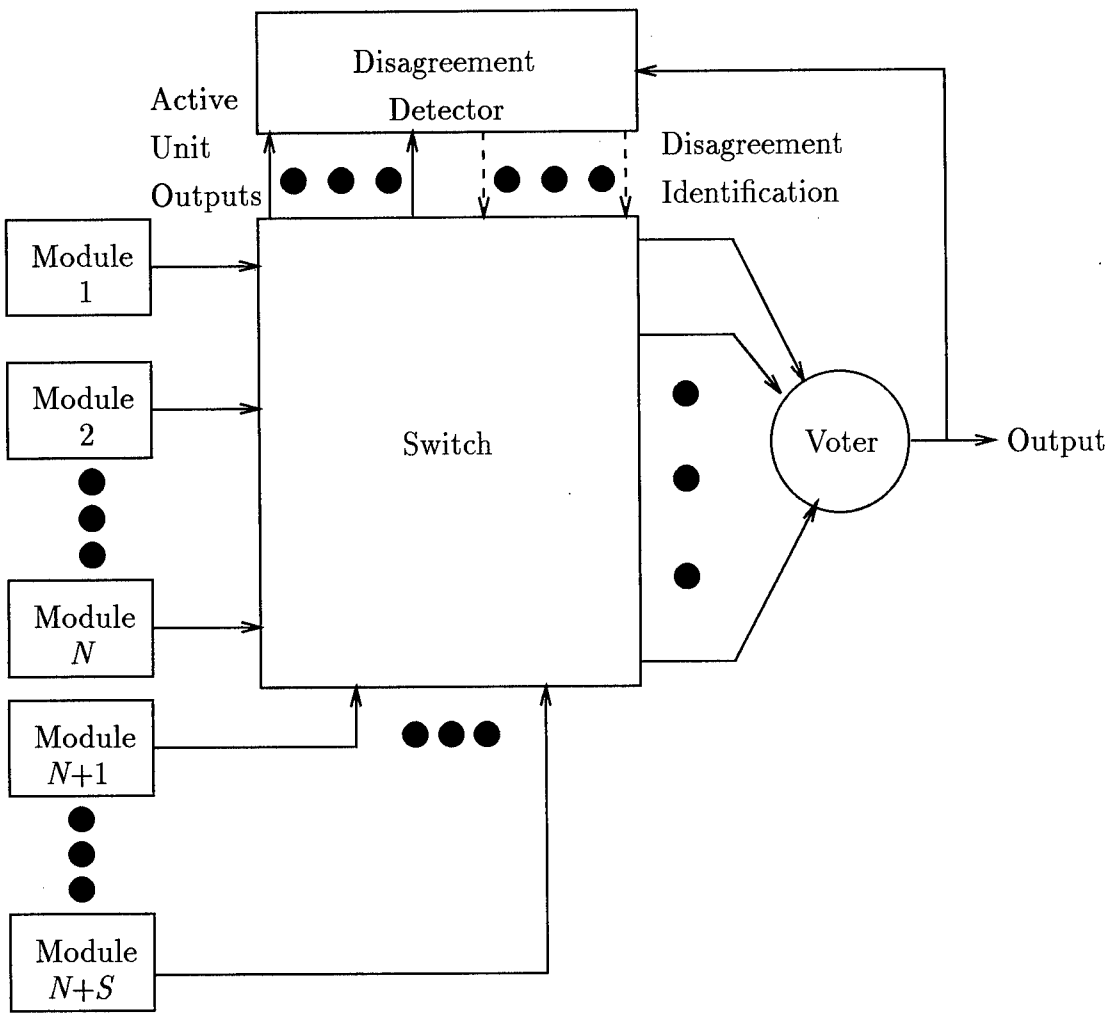 Disagreement
Detector
Active
Unit
Outputs
Disagreement
Identification
Module
1
Module
2
Switch
Voter
Output
Module
N
Module
N+1
Module
N+S